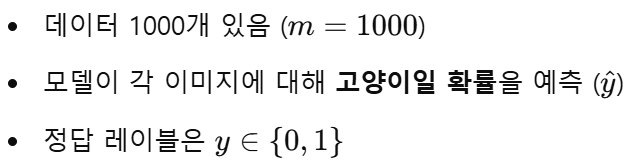 • 데이터 1000개 있음 (m = 1000)
• 모델이 각 이미지에 대해 고양이일 확률을 예측 (ŷ)
• 정답 레이블은 y ∈ {0, 1}